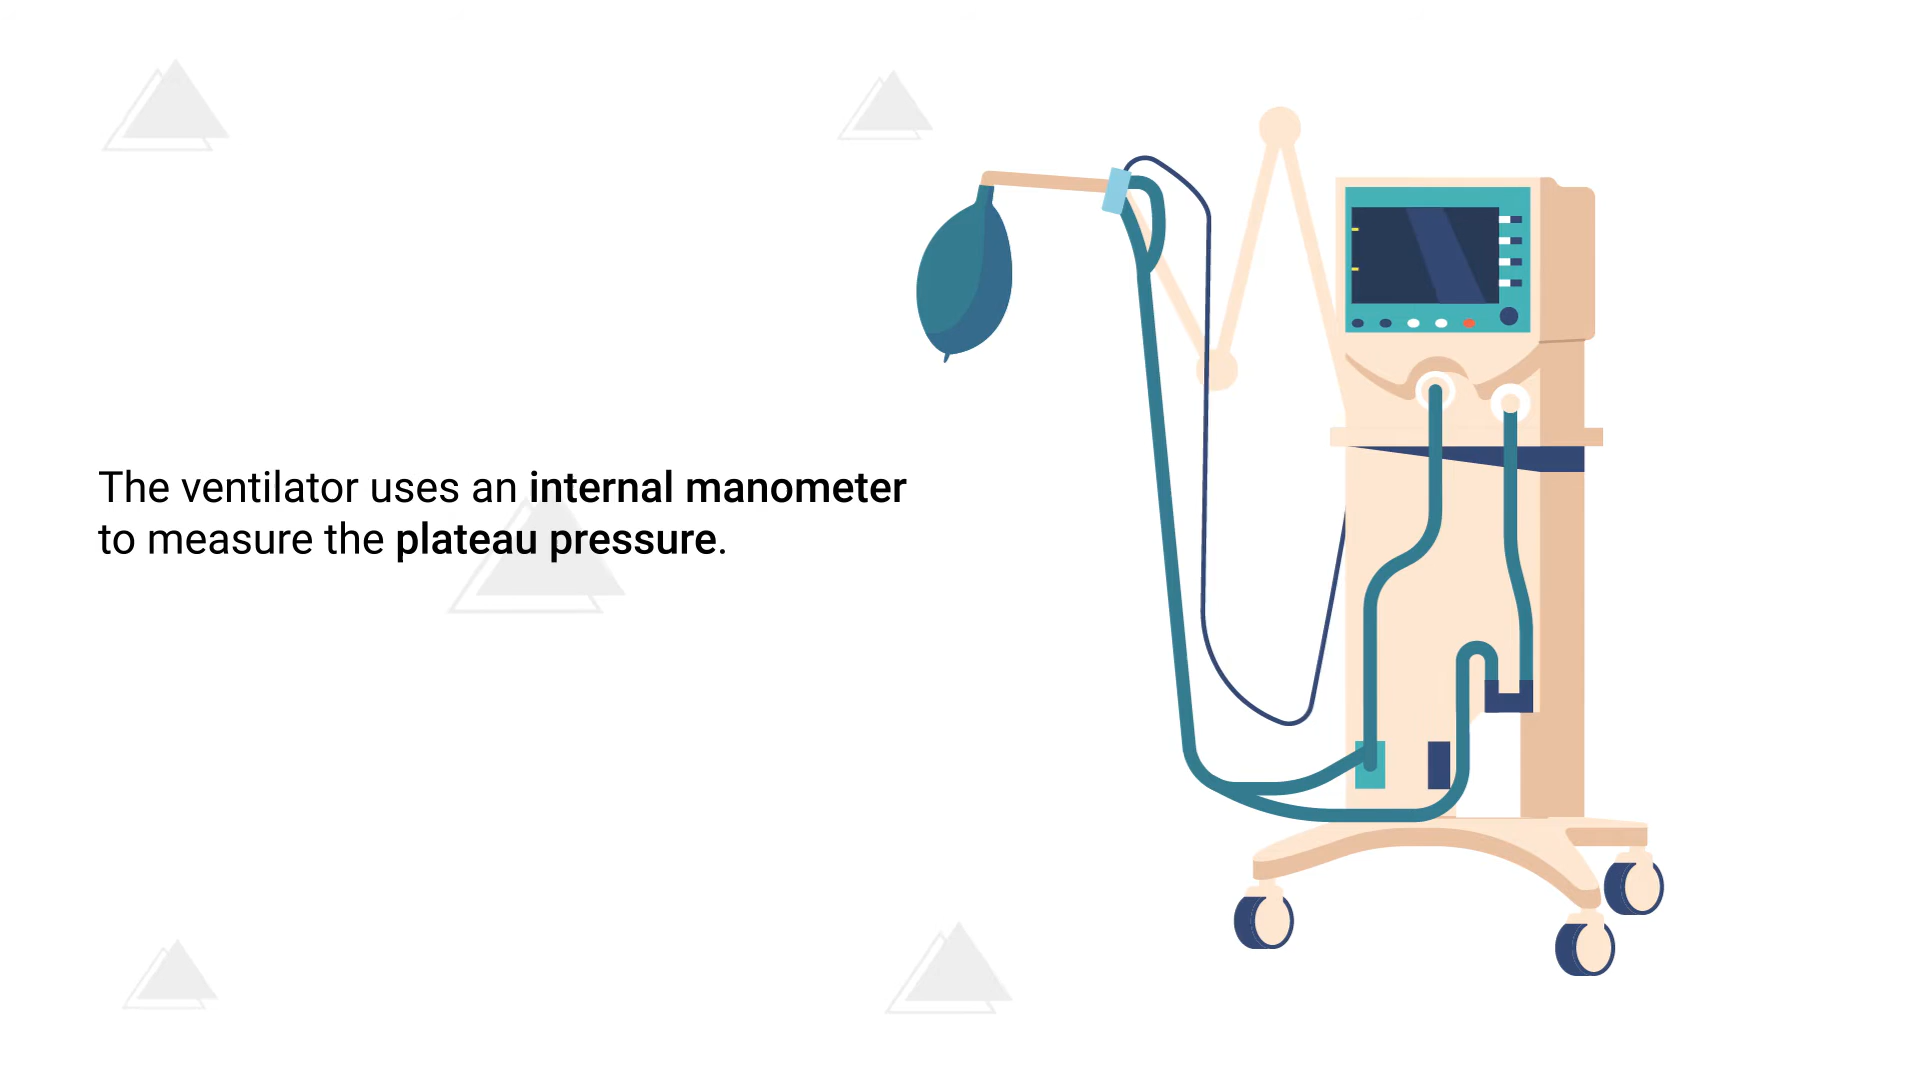 The ventilator uses an internal manometer
to measure the plateau pressure.